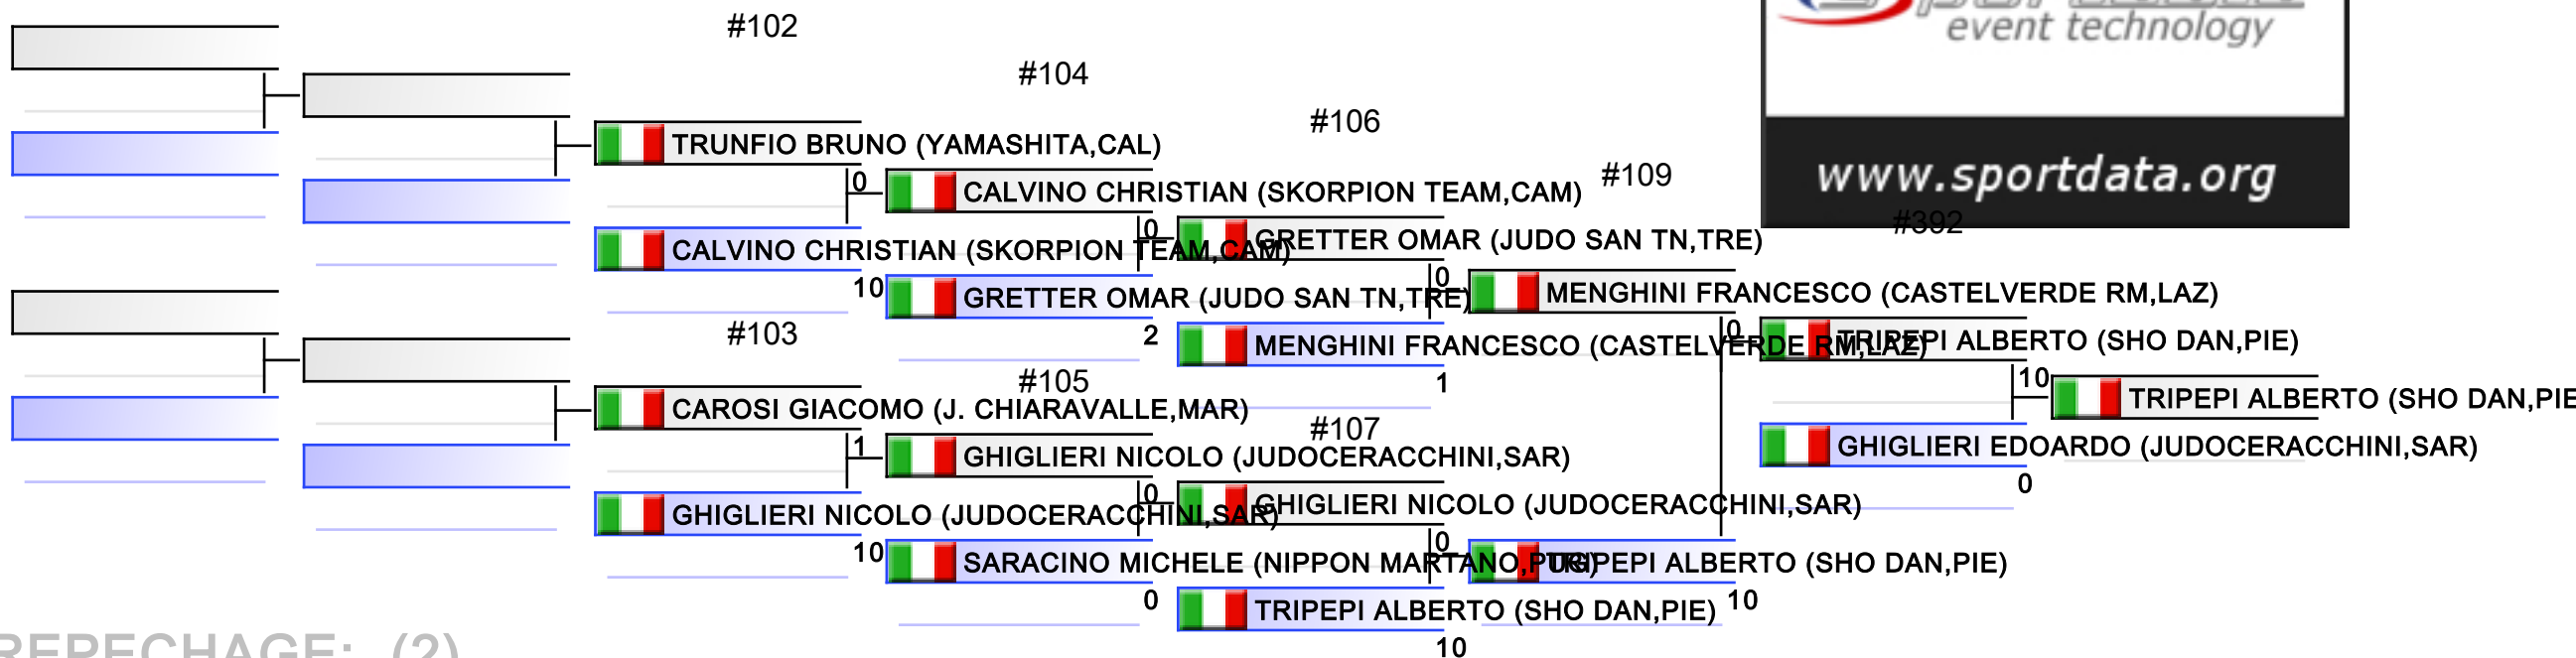 event technology
www.sportdata.org
#102
#104
#106
#109
#392
TRUNFIO BRUNO (YAMASHITA,CAL)
0
CALVINO CHRISTIAN (SKORPION TEAM,CAM)
10
CALVINO CHRISTIAN (SKORPION TEAM,CAM)
0
GRETTER OMAR (JUDO SAN TN,TRE)
2
GRETTER OMAR (JUDO SAN TN,TRE)
0
MENGHINI FRANCESCO (CASTELVERDE RM,LAZ)
1
MENGHINI FRANCESCO (CASTELVERDE RM,LAZ)
0
TRIPEPI ALBERTO (SHO DAN,PIE)
10
GHIGLIERI EDOARDO (JUDOCERACCHINI,SAR)
0
TRIPEPI ALBERTO (SHO DAN,PIE
#103
#105
#107
CAROSI GIACOMO (J. CHIARAVALLE,MAR)
1
GHIGLIERI NICOLO (JUDOCERACCHINI,SAR)
10
GHIGLIERI NICOLO (JUDOCERACCHINI,SAR)
0
SARACINO MICHELE (NIPPON MARTANO,PUG)
0
GHIGLIERI NICOLO (JUDOCERACCHINI,SAR)
0
TRIPEPI ALBERTO (SHO DAN,PIE)
10
TRIPEPI ALBERTO (SHO DAN,PIE)
10
REPECHAGE: (2)